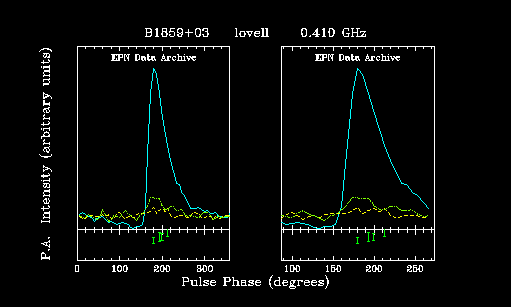 B1859+03 lovell 0.410 GHz
EPN Data Archive EPN Data Archive
P.A. Intensity (arbitrary units)
0 100 200 300 100 150 200 250
Pulse Phase (degrees)